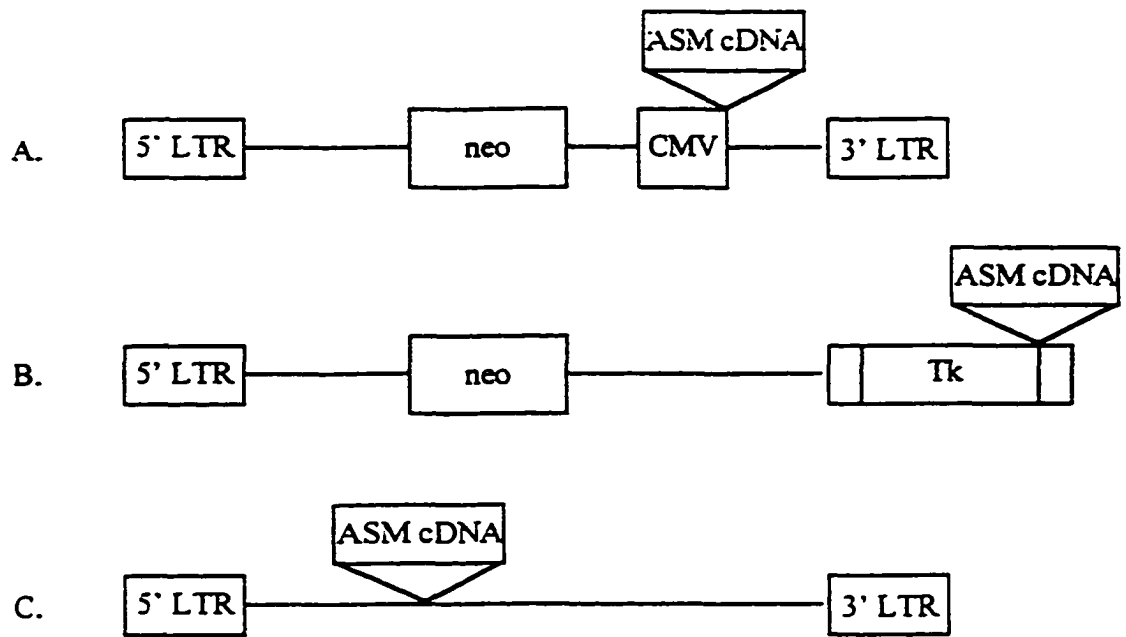 ASM cDNA
A. 5' LTR neo CMV 3' LTR
ASM cDNA
B. 5' LTR neo Tk
ASM cDNA
C. 5' LTR 3' LTR